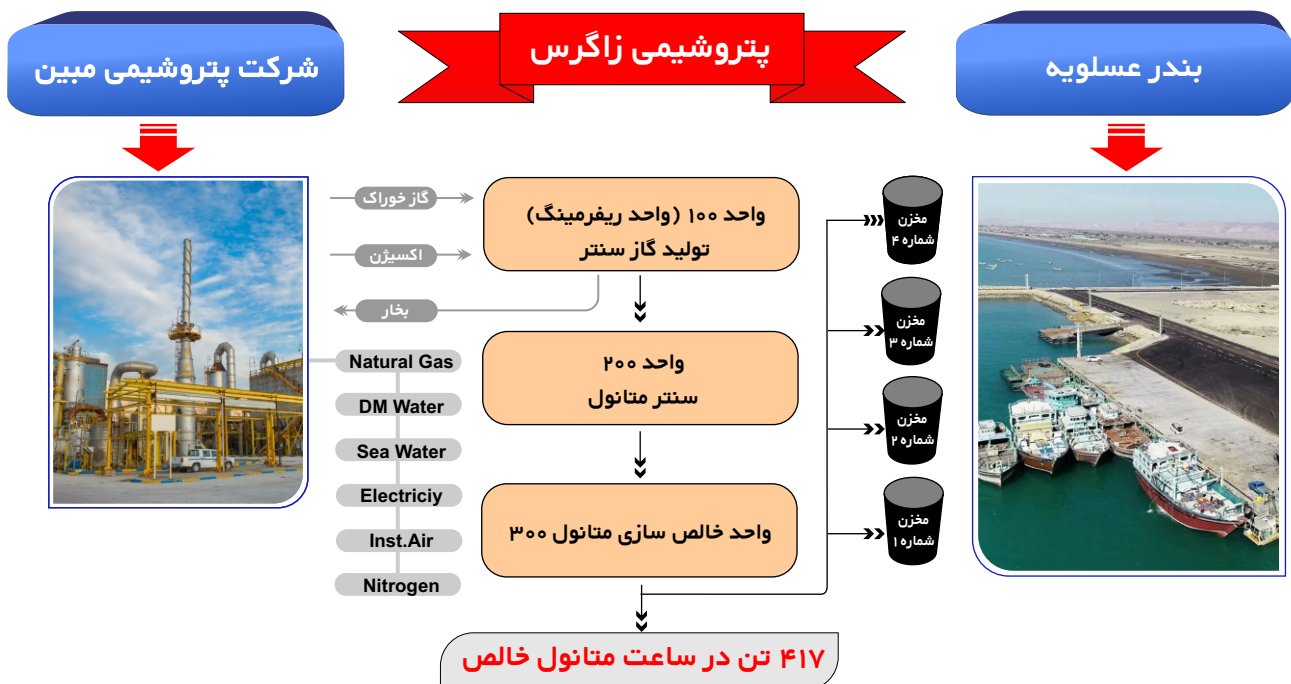 شرکت پتروشیمی مبین
پتروشیمی زاگرس
بندر عسلویه
گاز خوراک
اکسیژن
بخار
Natural Gas
DM Water
Sea Water
Electriciy
Inst.Air
Nitrogen
واحد ۱۰۰ (واحد ریفرمینگ)
تولید گاز سنتز
واحد ۲۰۰
سنتز متانول
واحد خالص سازی متانول ۳۰۰
۴۱۷ تن در ساعت متانول خالص
مخزن
شماره ۴
مخزن
شماره ۳
مخزن
شماره ۲
مخزن
شماره ۱